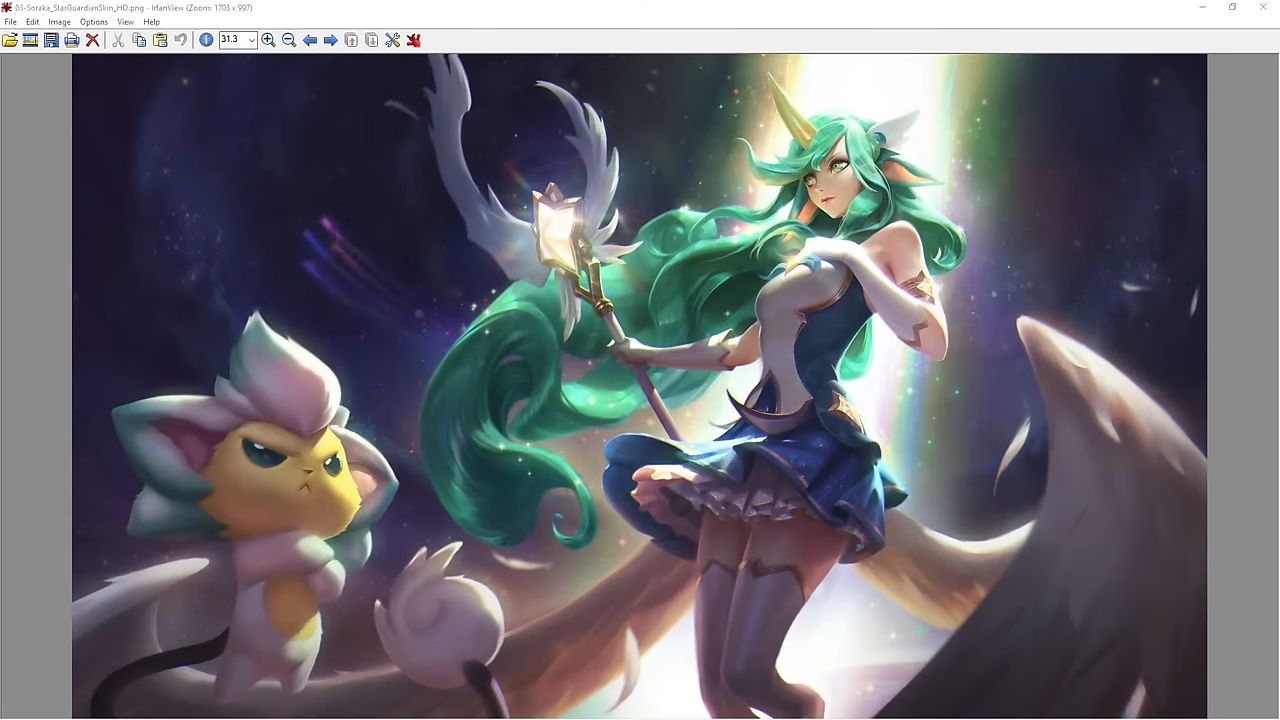 03-Soraka_StarGuardianSkin_HD.png - IrfanView (Zoom: 1703 x 997)
File Edit Image Options View Help
31.3